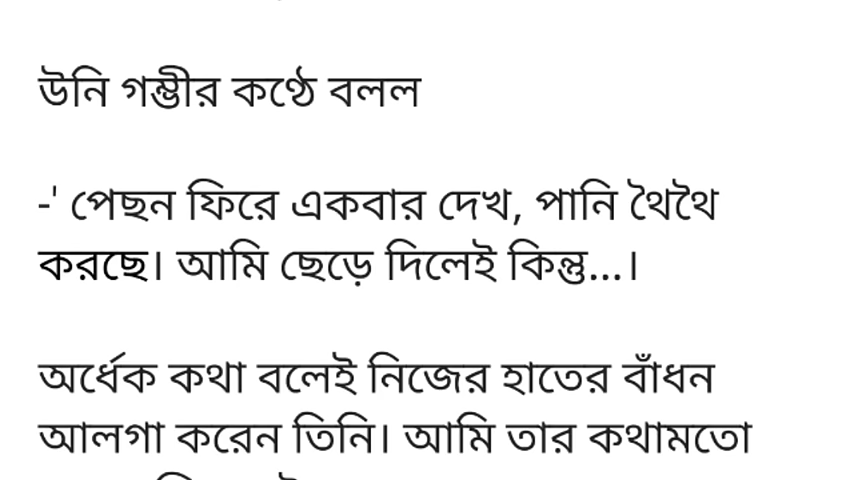 উনি গম্ভীর কণ্ঠে বলল
-' পেছন ফিরে একবার দেখ, পানি থৈথৈ
করছে। আমি ছেড়ে দিলেই কিন্তু...।
অর্ধেক কথা বলেই নিজের হাতের বাঁধন
আলগা করেন তিনি। আমি তার কথামতো